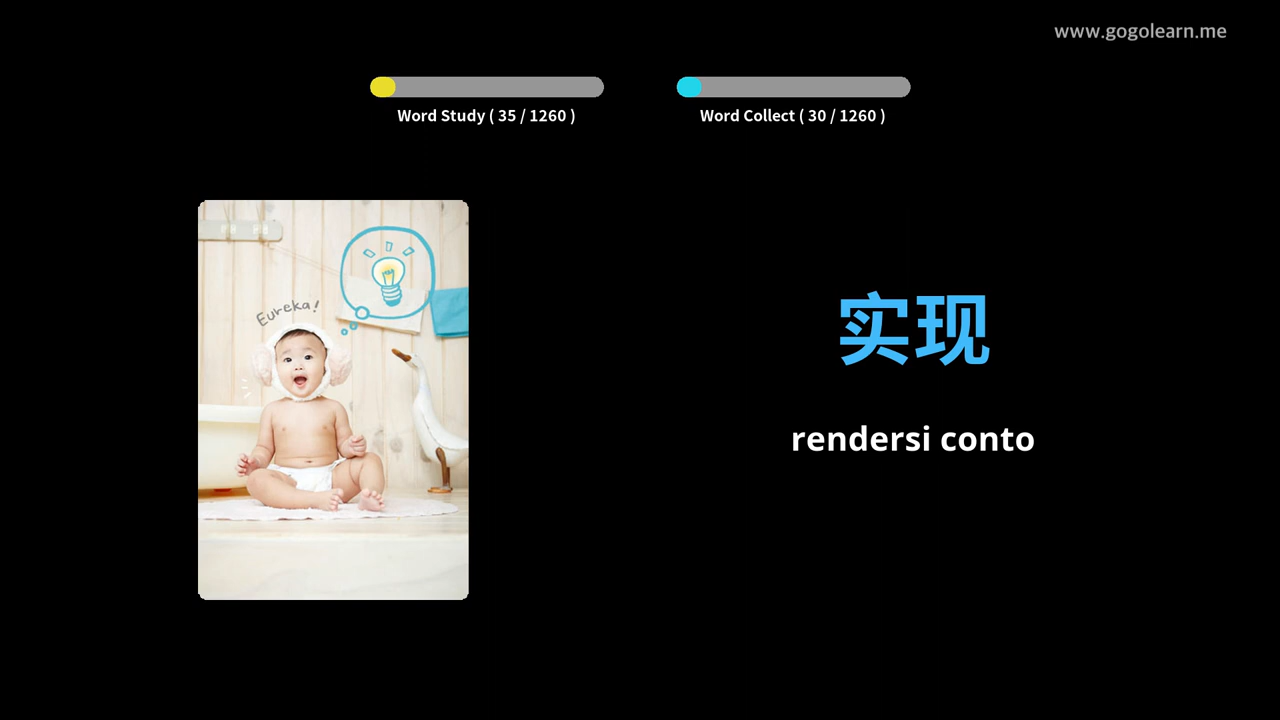 www.gogolearn.me
Word Study ( 35 / 1260 )
Word Collect ( 30 / 1260 )
Eureka!
实现
rendersi conto